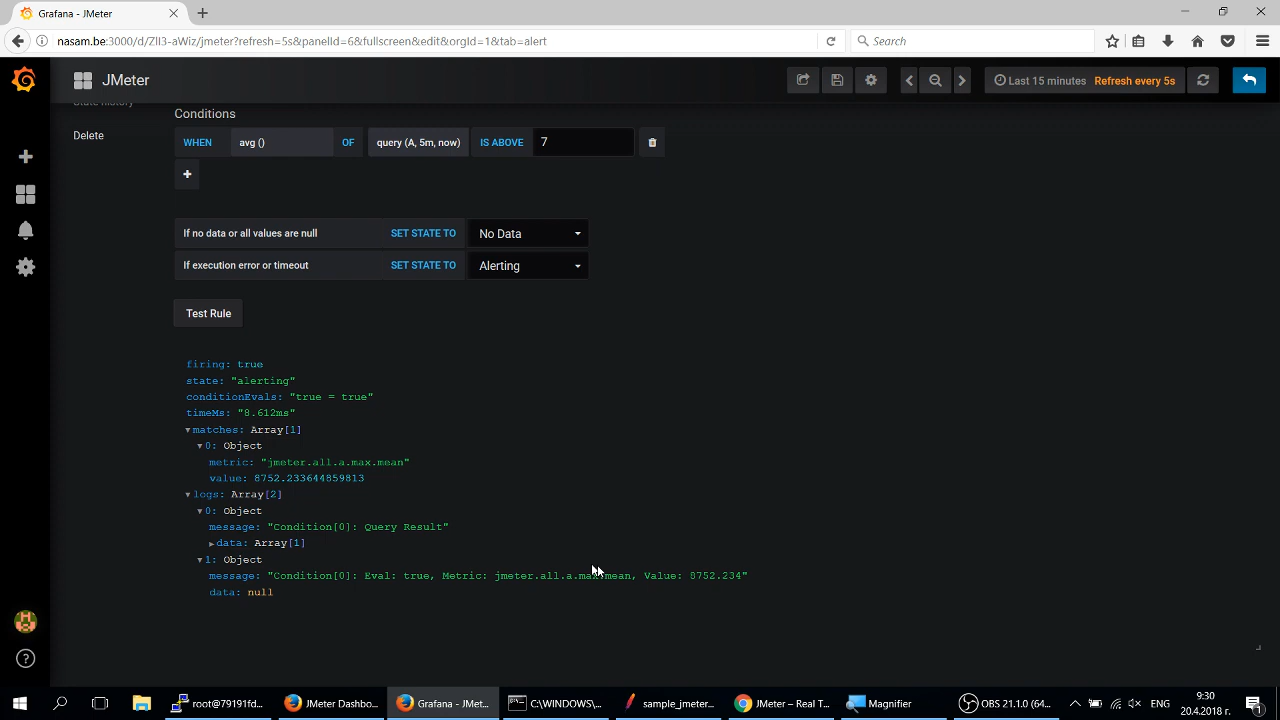 Grafana - JMeter
nasam.be:3000/d/ZIl3-aWiz/jmeter?refresh=5s&panelId=6&fullscreen&edit&orgId=1&tab=alert
Search
JMeter
Last 15 minutes Refresh every 5s
State history
Conditions
Delete
WHEN avg () OF query (A, 5m, now) IS ABOVE 7
If no data or all values are null SET STATE TO No Data
If execution error or timeout SET STATE TO Alerting
Test Rule
firing: true
state: "alerting"
conditionEvals: "true = true"
timeMs: "8.612ms"
matches: Array[1]
0: Object
metric: "jmeter.all.a.max.mean"
value: 8752.233644859813
logs: Array[2]
0: Object
message: "Condition[0]: Query Result"
data: Array[1]
1: Object
message: "Condition[0]: Eval: true, Metric: jmeter.all.a.max.mean, Value: 8752.234"
data: null
root@79191fd...
JMeter Dashbo...
Grafana - JMet...
C:\WINDOWS\...
sample_jmeter...
JMeter – Real T...
Magnifier
OBS 21.1.0 (64...
ENG
9:30
20.4.2018 г.
1